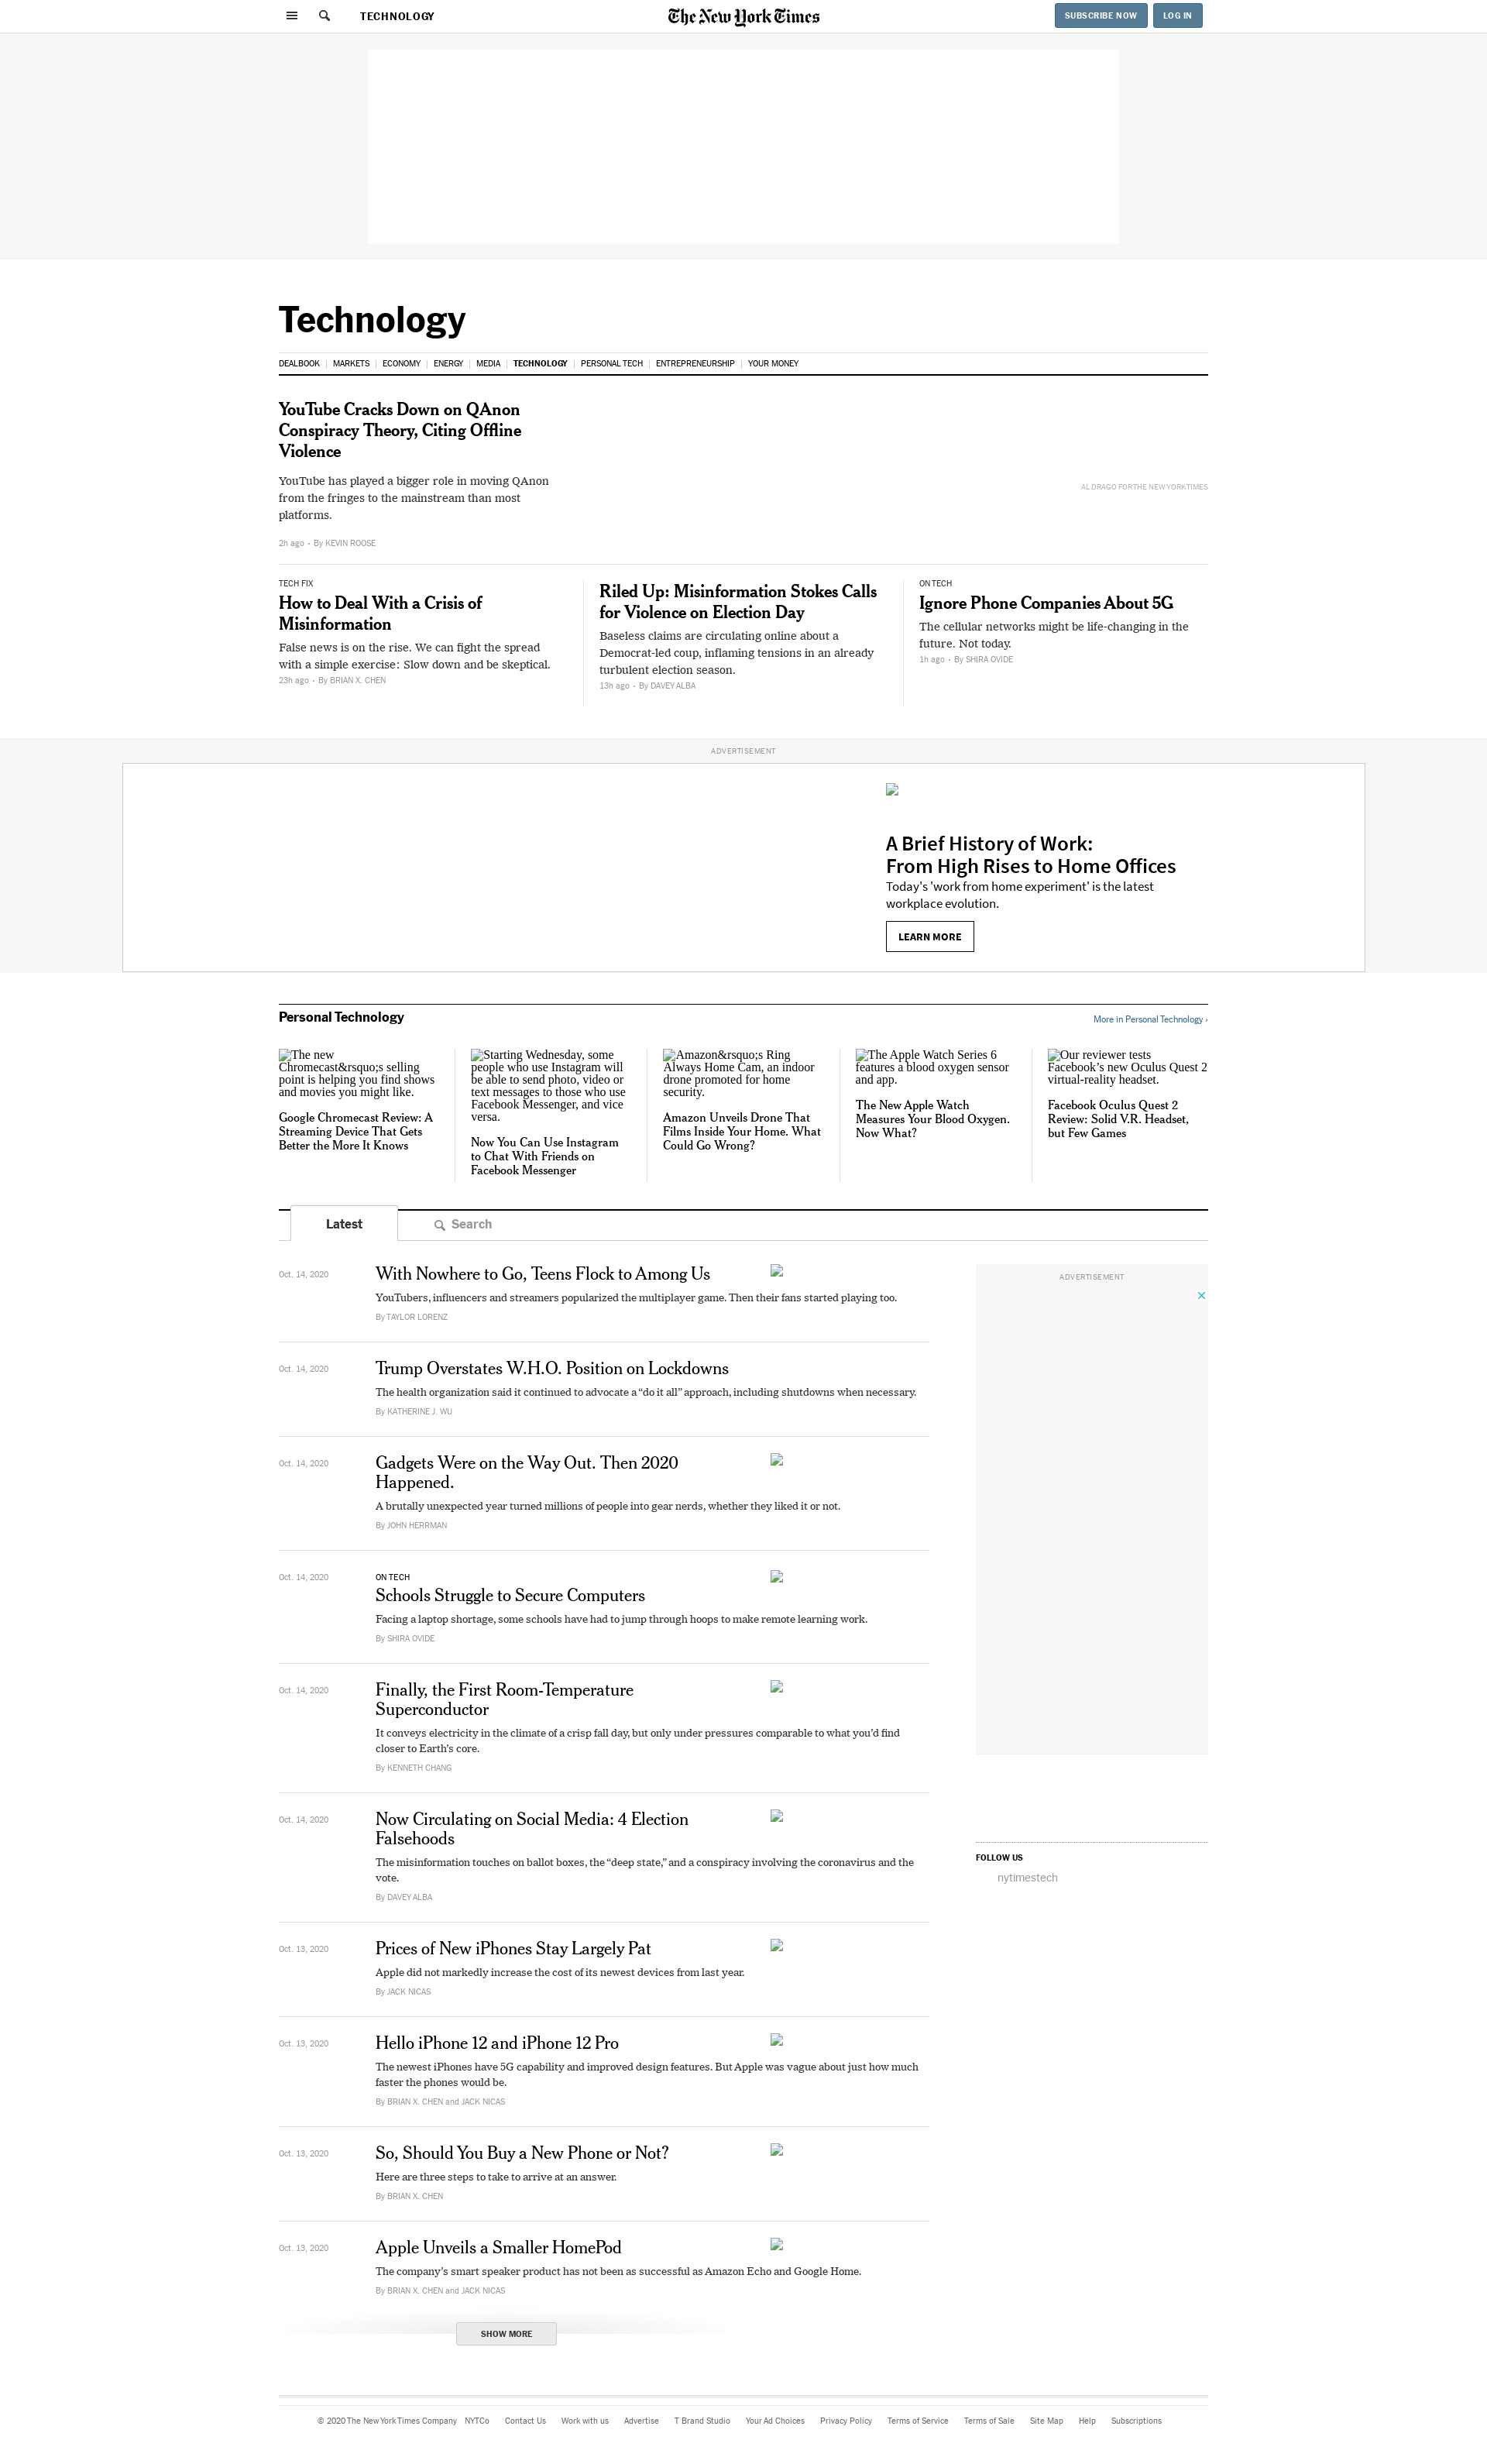 TECHNOLOGY
The New York Times
SUBSCRIBE NOW
LOG IN
Technology
DEALBOOK
MARKETS
ECONOMY
ENERGY
MEDIA
TECHNOLOGY
PERSONAL TECH
ENTREPRENEURSHIP
YOUR MONEY
YouTube Cracks Down on QAnon
Conspiracy Theory, Citing Offline
Violence
YouTube has played a bigger role in moving QAnon
from the fringes to the mainstream than most
platforms.
2h ago • By KEVIN ROOSE
AL DRAGO FOR THE NEW YORK TIMES
TECH FIX
How to Deal With a Crisis of
Misinformation
False news is on the rise. We can fight the spread
with a simple exercise: Slow down and be skeptical.
23h ago • By BRIAN X. CHEN
Riled Up: Misinformation Stokes Calls
for Violence on Election Day
Baseless claims are circulating online about a
Democrat-led coup, inflaming tensions in an already
turbulent election season.
13h ago • By DAVEY ALBA
ON TECH
Ignore Phone Companies About 5G
The cellular networks might be life-changing in the
future. Not today.
1h ago • By SHIRA OVIDE
ADVERTISEMENT
A Brief History of Work:
From High Rises to Home Offices
Today's 'work from home experiment' is the latest
workplace evolution.
LEARN MORE
Personal Technology
More in Personal Technology ›
The new
Chromecast&rsquo;s selling
point is helping you find shows
and movies you might like.
Google Chromecast Review: A
Streaming Device That Gets
Better the More It Knows
Starting Wednesday, some
people who use Instagram will
be able to send photo, video or
text messages to those who use
Facebook Messenger, and vice
versa.
Now You Can Use Instagram
to Chat With Friends on
Facebook Messenger
Amazon&rsquo;s Ring
Always Home Cam, an indoor
drone promoted for home
security.
Amazon Unveils Drone That
Films Inside Your Home. What
Could Go Wrong?
The Apple Watch Series 6
features a blood oxygen sensor
and app.
The New Apple Watch
Measures Your Blood Oxygen.
Now What?
Our reviewer tests
Facebook’s new Oculus Quest 2
virtual-reality headset.
Facebook Oculus Quest 2
Review: Solid V.R. Headset,
but Few Games
Latest
Search
Oct. 14, 2020
With Nowhere to Go, Teens Flock to Among Us
YouTubers, influencers and streamers popularized the multiplayer game. Then their fans started playing too.
By TAYLOR LORENZ
Oct. 14, 2020
Trump Overstates W.H.O. Position on Lockdowns
The health organization said it continued to advocate a “do it all” approach, including shutdowns when necessary.
By KATHERINE J. WU
Oct. 14, 2020
Gadgets Were on the Way Out. Then 2020
Happened.
A brutally unexpected year turned millions of people into gear nerds, whether they liked it or not.
By JOHN HERRMAN
Oct. 14, 2020
ON TECH
Schools Struggle to Secure Computers
Facing a laptop shortage, some schools have had to jump through hoops to make remote learning work.
By SHIRA OVIDE
Oct. 14, 2020
Finally, the First Room-Temperature
Superconductor
It conveys electricity in the climate of a crisp fall day, but only under pressures comparable to what you’d find
closer to Earth’s core.
By KENNETH CHANG
Oct. 14, 2020
Now Circulating on Social Media: 4 Election
Falsehoods
The misinformation touches on ballot boxes, the “deep state,” and a conspiracy involving the coronavirus and the
vote.
By DAVEY ALBA
Oct. 13, 2020
Prices of New iPhones Stay Largely Pat
Apple did not markedly increase the cost of its newest devices from last year.
By JACK NICAS
Oct. 13, 2020
Hello iPhone 12 and iPhone 12 Pro
The newest iPhones have 5G capability and improved design features. But Apple was vague about just how much
faster the phones would be.
By BRIAN X. CHEN and JACK NICAS
Oct. 13, 2020
So, Should You Buy a New Phone or Not?
Here are three steps to take to arrive at an answer.
By BRIAN X. CHEN
Oct. 13, 2020
Apple Unveils a Smaller HomePod
The company’s smart speaker product has not been as successful as Amazon Echo and Google Home.
By BRIAN X. CHEN and JACK NICAS
SHOW MORE
ADVERTISEMENT
FOLLOW US
nytimestech
© 2020 The New York Times Company
NYTCo
Contact Us
Work with us
Advertise
T Brand Studio
Your Ad Choices
Privacy Policy
Terms of Service
Terms of Sale
Site Map
Help
Subscriptions